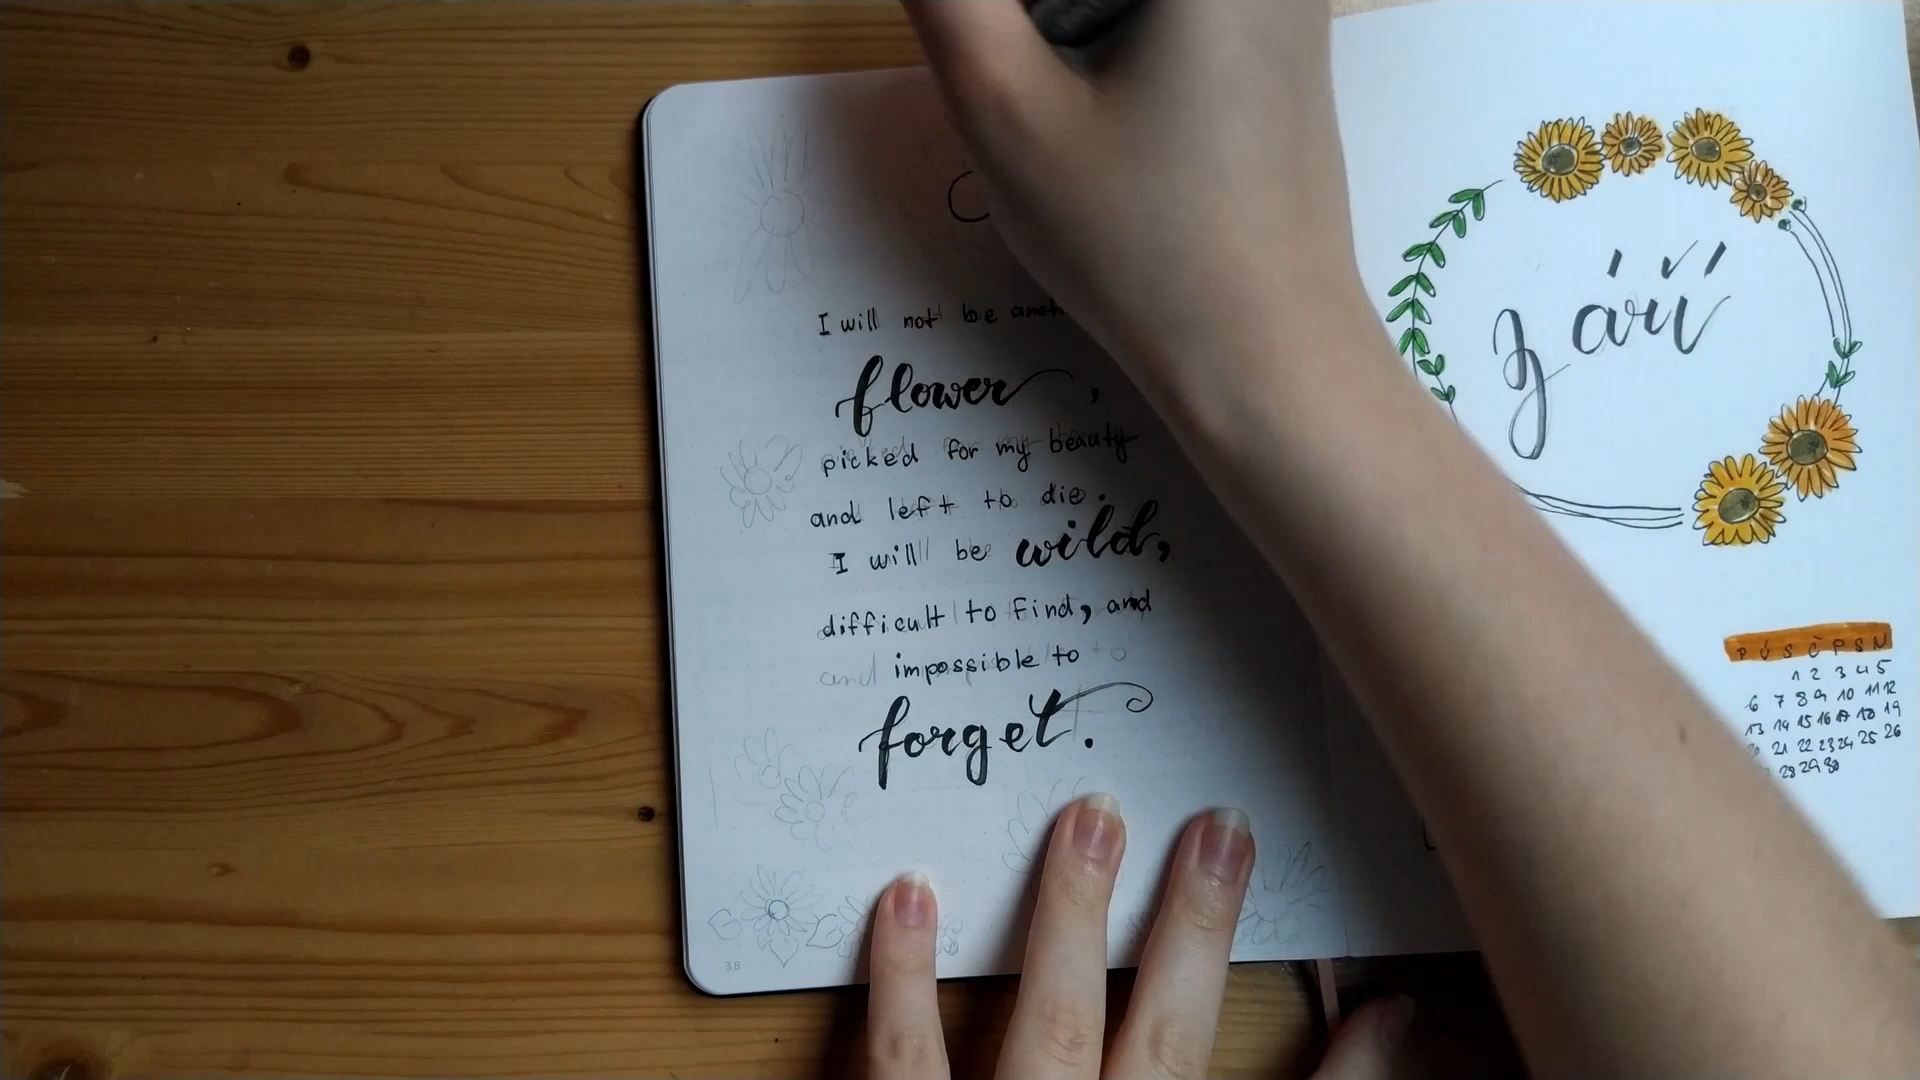 I will not be
flower,
picked for my beauty
and left to die.
I will be wild,
difficult to find, and
impossible to
forget.
38
Září
P Ú S Č P S N
1 2 3 4 5
6 7 8 9 10 11 12
13 14 15 16 17 18 19
21 22 23 24 25 26
28 29 30